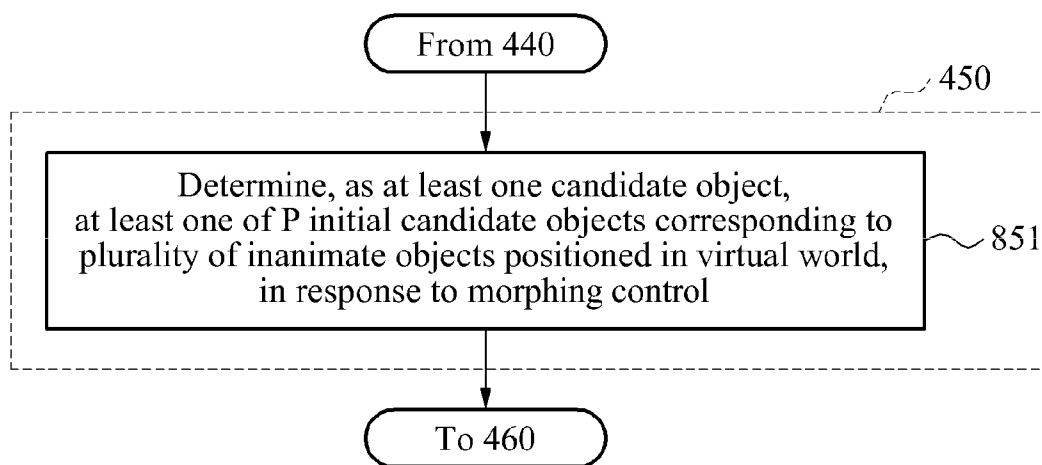 From 440
450
Determine, as at least one candidate object,
at least one of P initial candidate objects corresponding to
plurality of inanimate objects positioned in virtual world,
in response to morphing control
851
To 460